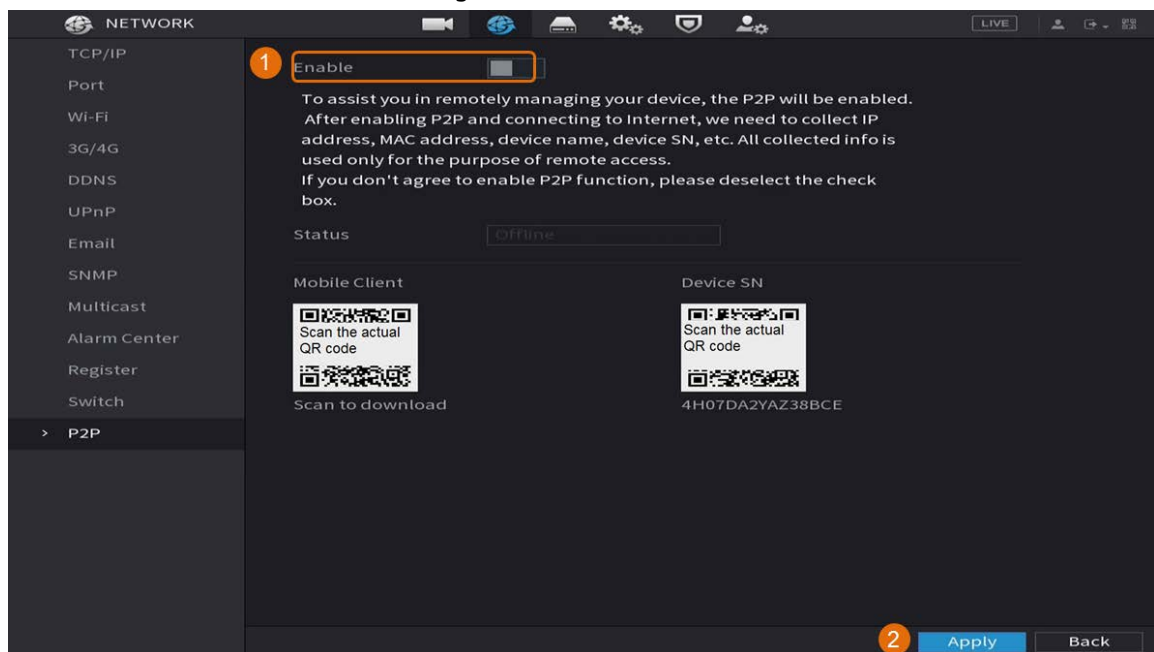 NETWORK
LIVE
TCP/IP
Port
Wi-Fi
3G/4G
DDNS
UPnP
Email
SNMP
Multicast
Alarm Center
Register
Switch
> P2P
1
Enable
To assist you in remotely managing your device, the P2P will be enabled.
After enabling P2P and connecting to Internet, we need to collect IP
address, MAC address, device name, device SN, etc. All collected info is
used only for the purpose of remote access.
If you don't agree to enable P2P function, please deselect the check
box.
Status
Offline
Mobile Client
Scan the actual
QR code
Scan to download
Device SN
Scan the actual
QR code
4H07DA2YAZ38BCE
2
Apply
Back